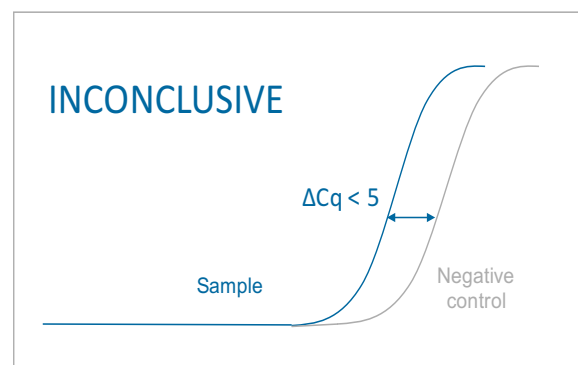 INCONCLUSIVE
ΔCq < 5
Sample
Negative
control